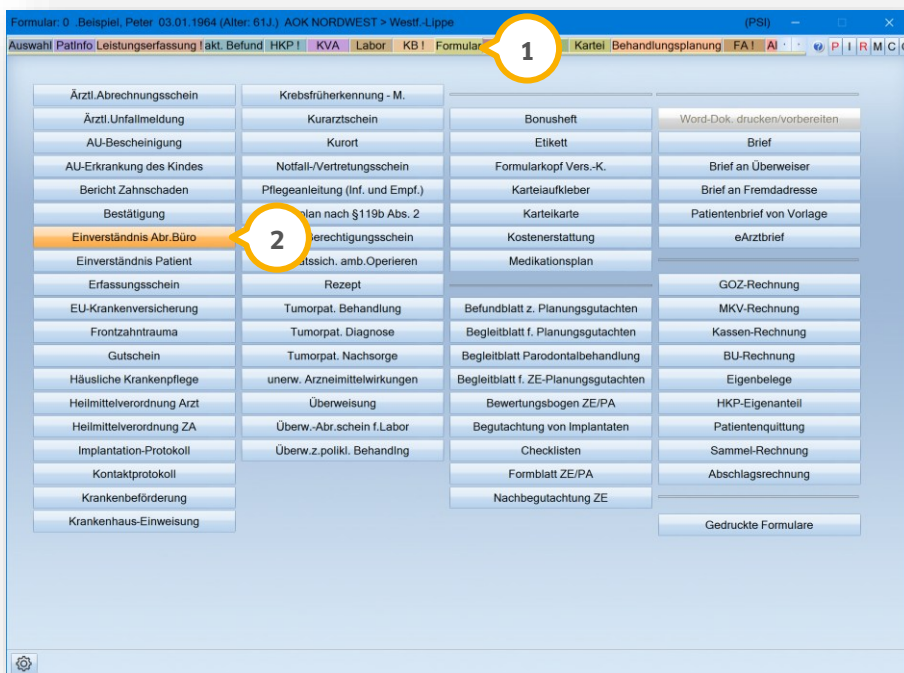 Formular: 0 .Beispiel, Peter 03.01.1964 (Alter: 61J.) AOK NORDWEST > Westf.-Lippe (PSI)
Auswahl PatInfo Leistungserfassung ! akt. Befund HKP ! KVA Labor KB ! Formular 1 Kartei Behandlungsplanung FA ! P I R M C
Ärztl.Abrechnungsschein
Ärztl.Unfallmeldung
AU-Bescheinigung
AU-Erkrankung des Kindes
Bericht Zahnschaden
Bestätigung
Einverständnis Abr.Büro
2
Einverständnis Patient
Erfassungsschein
EU-Krankenversicherung
Frontzahntrauma
Gutschein
Häusliche Krankenpflege
Heilmittelverordnung Arzt
Heilmittelverordnung ZA
Implantation-Protokoll
Kontaktprotokoll
Krankenbeförderung
Krankenhaus-Einweisung
Krebsfrüherkennung - M.
Kurarztschein
Kurort
Notfall-/Vertretungsschein
Pflegeanleitung (Inf. und Empf.)
nach §119b Abs. 2
amb.Operieren
Rezept
Tumorpat. Behandlung
Tumorpat. Diagnose
Tumorpat. Nachsorge
unerw. Arzneimittelwirkungen
Überweisung
Überw.-Abr.schein f.Labor
Überw.z.polikl. Behandlng
Bonusheft
Etikett
Formularkopf Vers.-K.
Karteiaufkleber
Karteikarte
Kostenerstattung
Medikationsplan
Befundblatt z. Planungsgutachten
Begleitblatt f. Planungsgutachten
Begleitblatt Parodontalbehandlung
Begleitblatt f. ZE-Planungsgutachten
Bewertungsbogen ZE/PA
Begutachtung von Implantaten
Checklisten
Formblatt ZE/PA
Nachbegutachtung ZE
Word-Dok. drucken/vorbereiten
Brief
Brief an Überweiser
Brief an Fremdadresse
Patientenbrief von Vorlage
eArztbrief
GOZ-Rechnung
MKV-Rechnung
Kassen-Rechnung
BU-Rechnung
Eigenbelege
HKP-Eigenanteil
Patientenquittung
Sammel-Rechnung
Abschlagsrechnung
Gedruckte Formulare